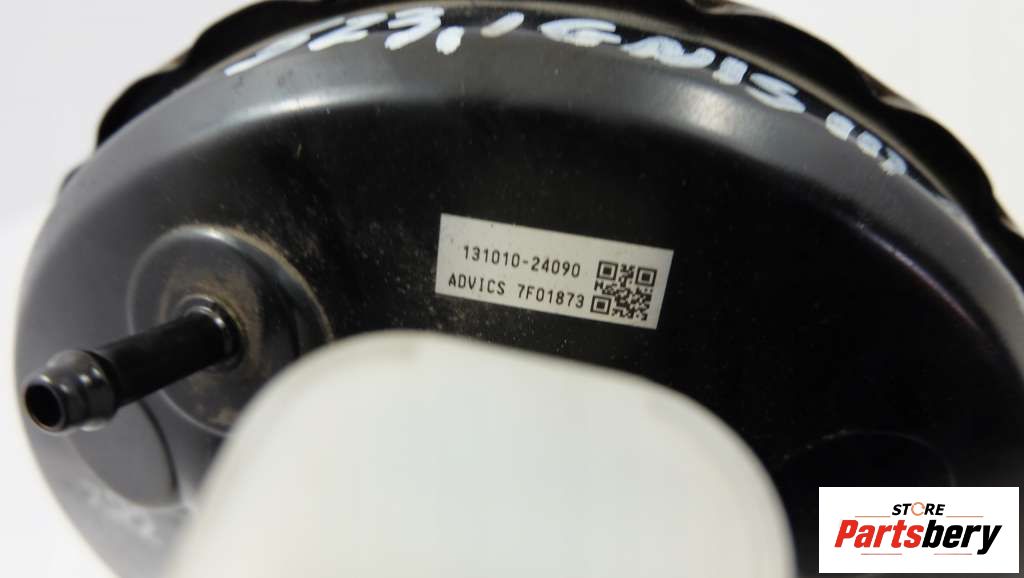 131010-24090
ADVICS 7F01873
STORE
Partsbery